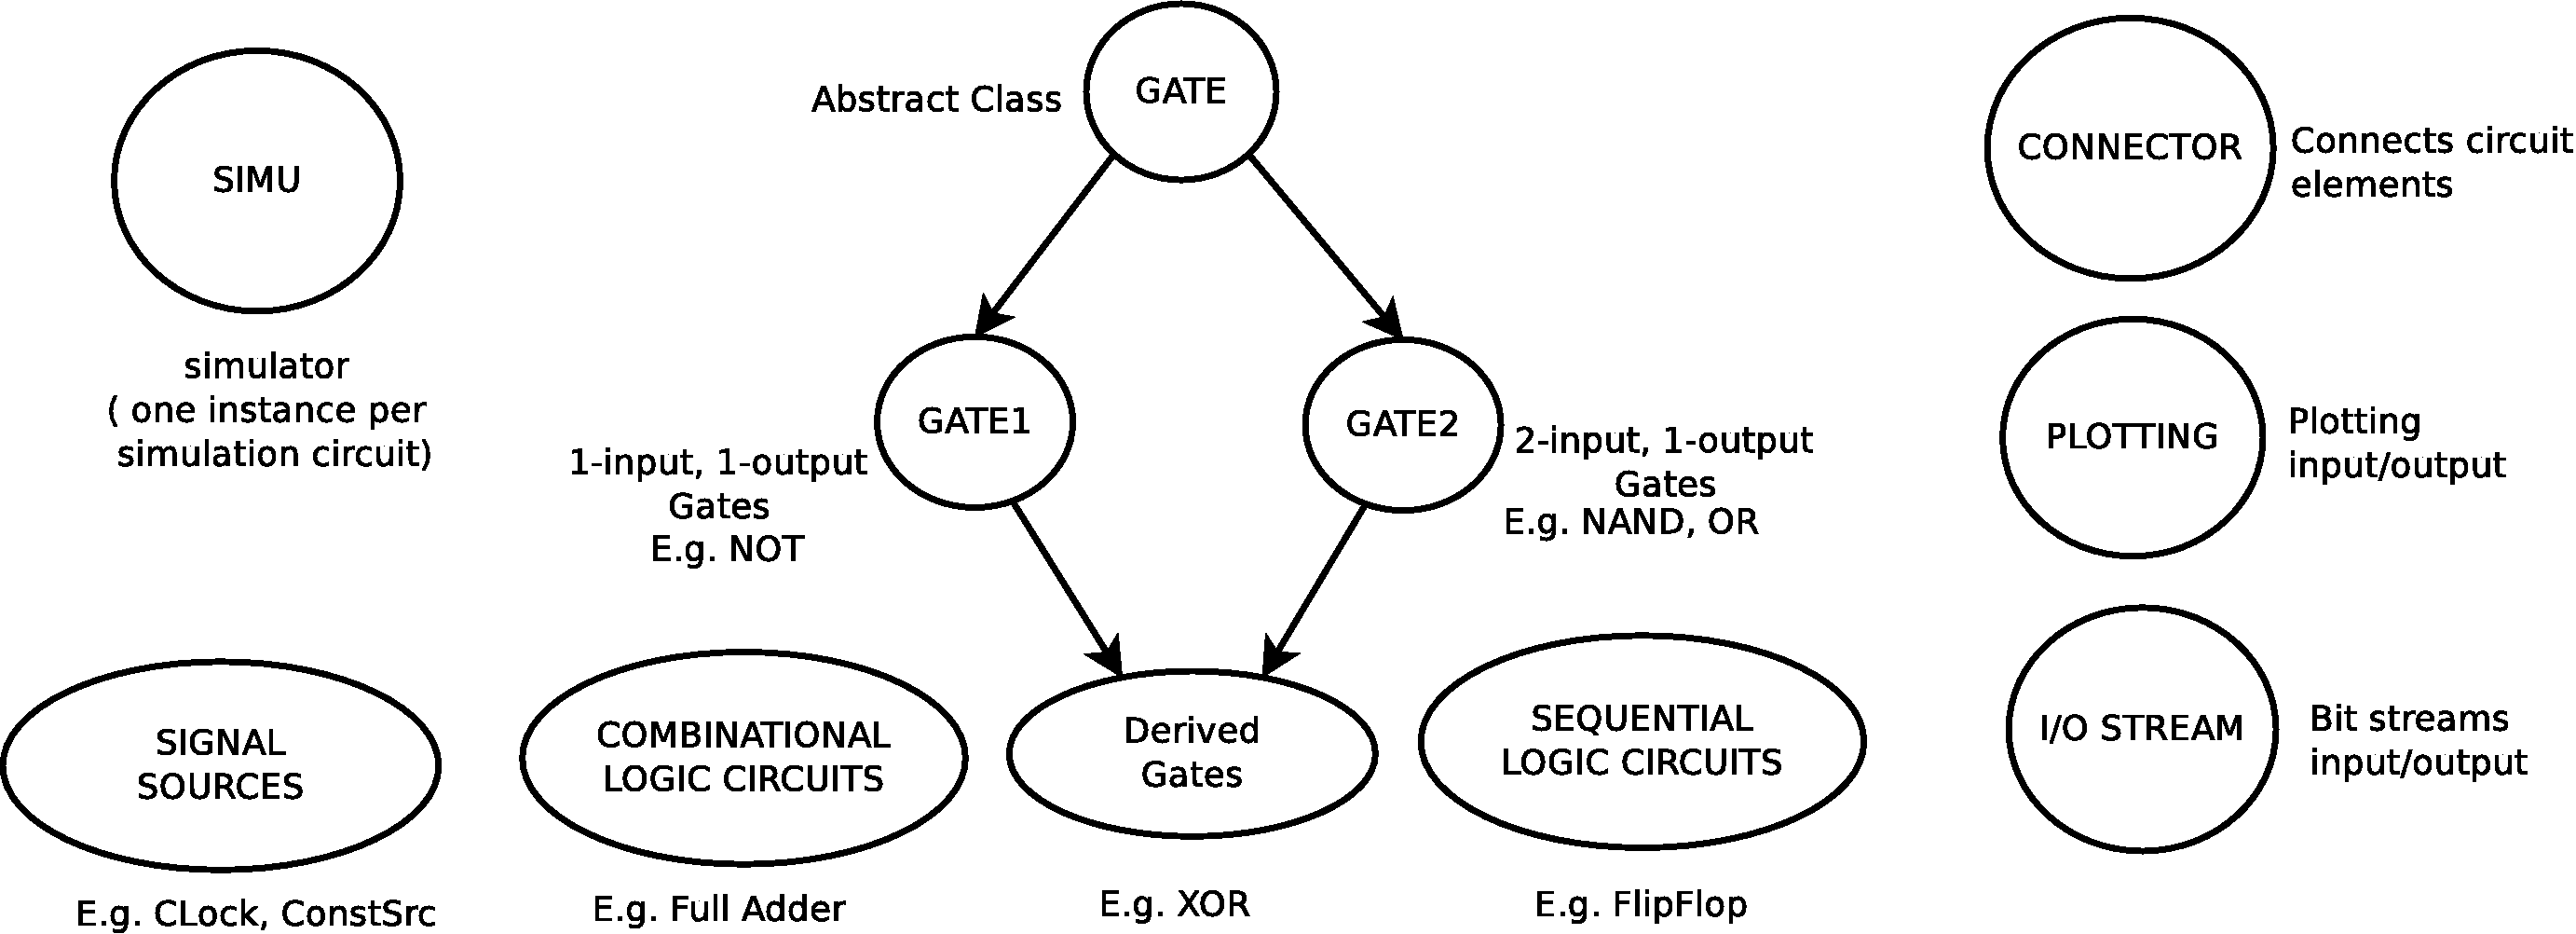 GATE
Abstract Class
SIMU
simulator
( one instance per
simulation circuit)
CONNECTOR
Connects circuit
elements
GATE1
1-input, 1-output
Gates
E.g. NOT
GATE2
2-input, 1-output
Gates
E.g. NAND, OR
PLOTTING
Plotting
input/output
SIGNAL
SOURCES
E.g. CLock, ConstSrc
COMBINATIONAL
LOGIC CIRCUITS
E.g. Full Adder
Derived
Gates
E.g. XOR
SEQUENTIAL
LOGIC CIRCUITS
E.g. FlipFlop
I/O STREAM
Bit streams
input/output